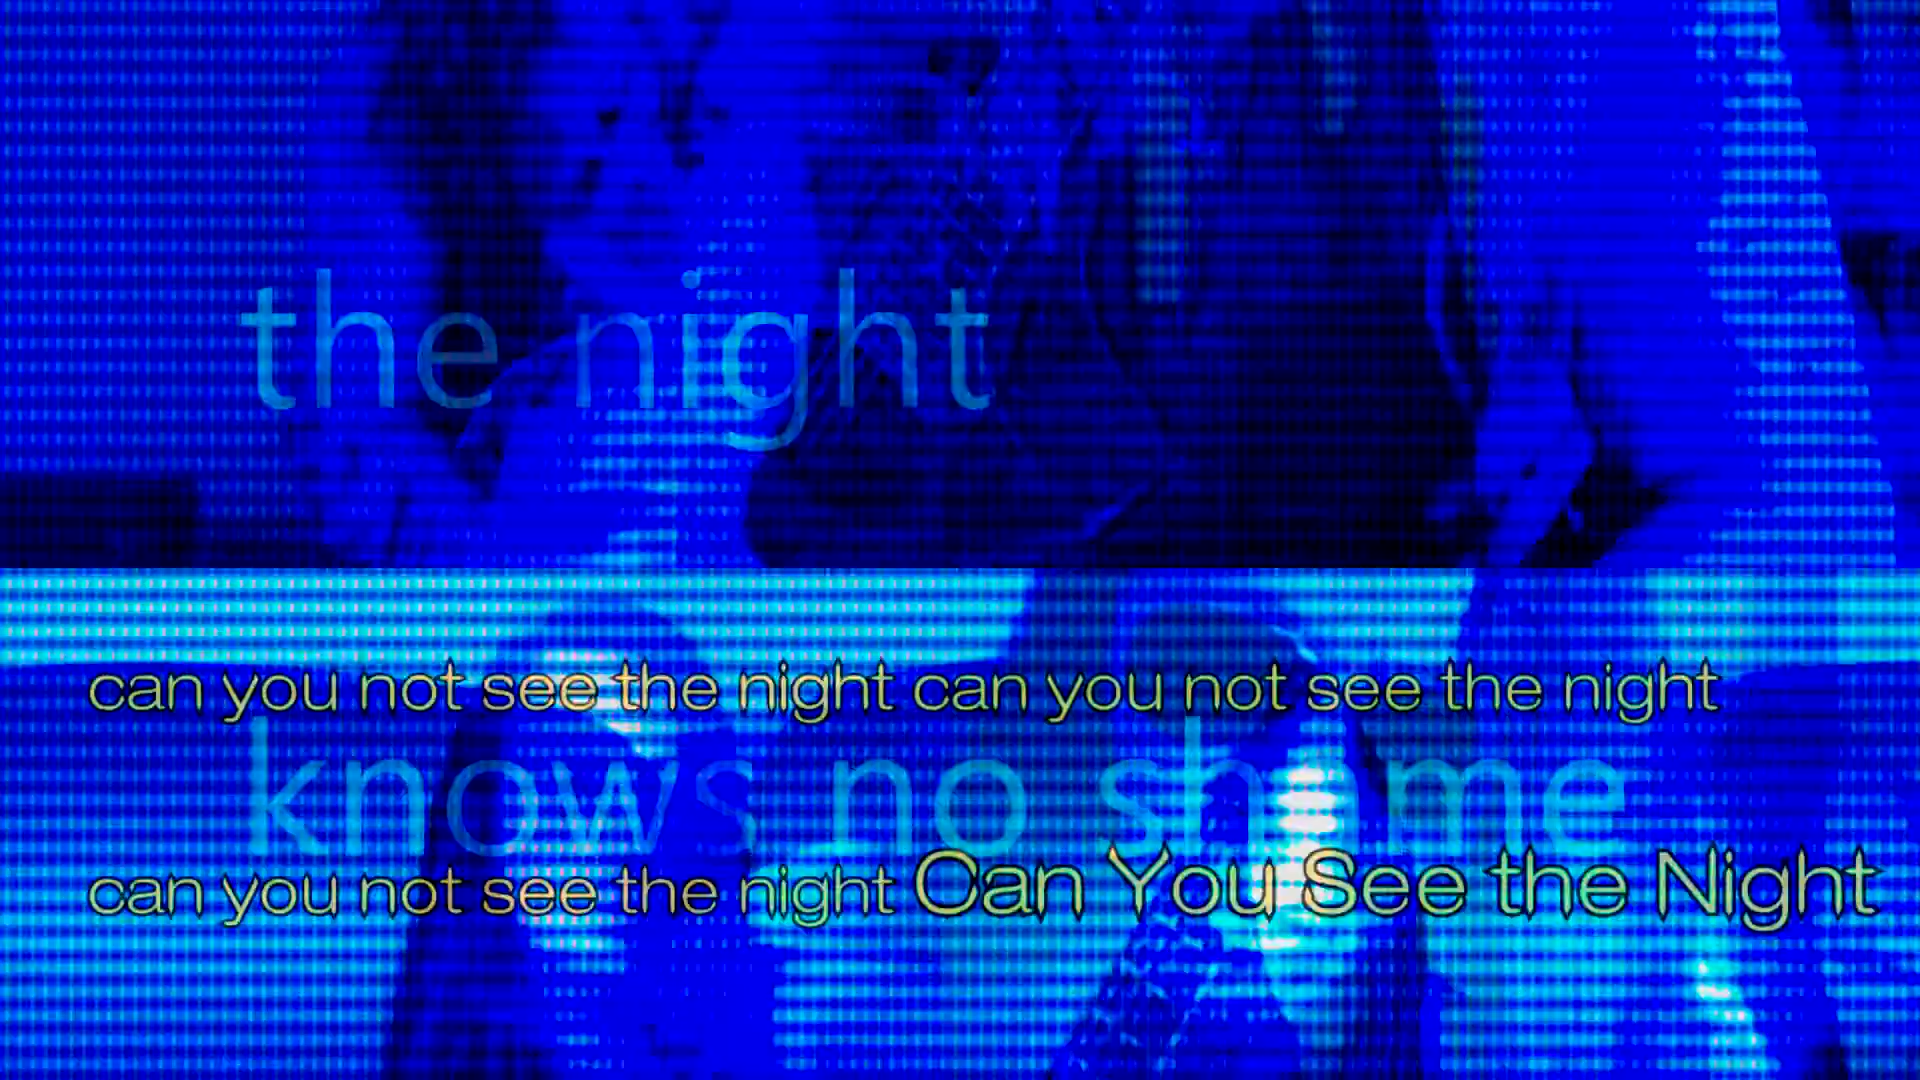 the night
can you not see the night can you not see the night
knows no shame
can you not see the night Can You See the Night